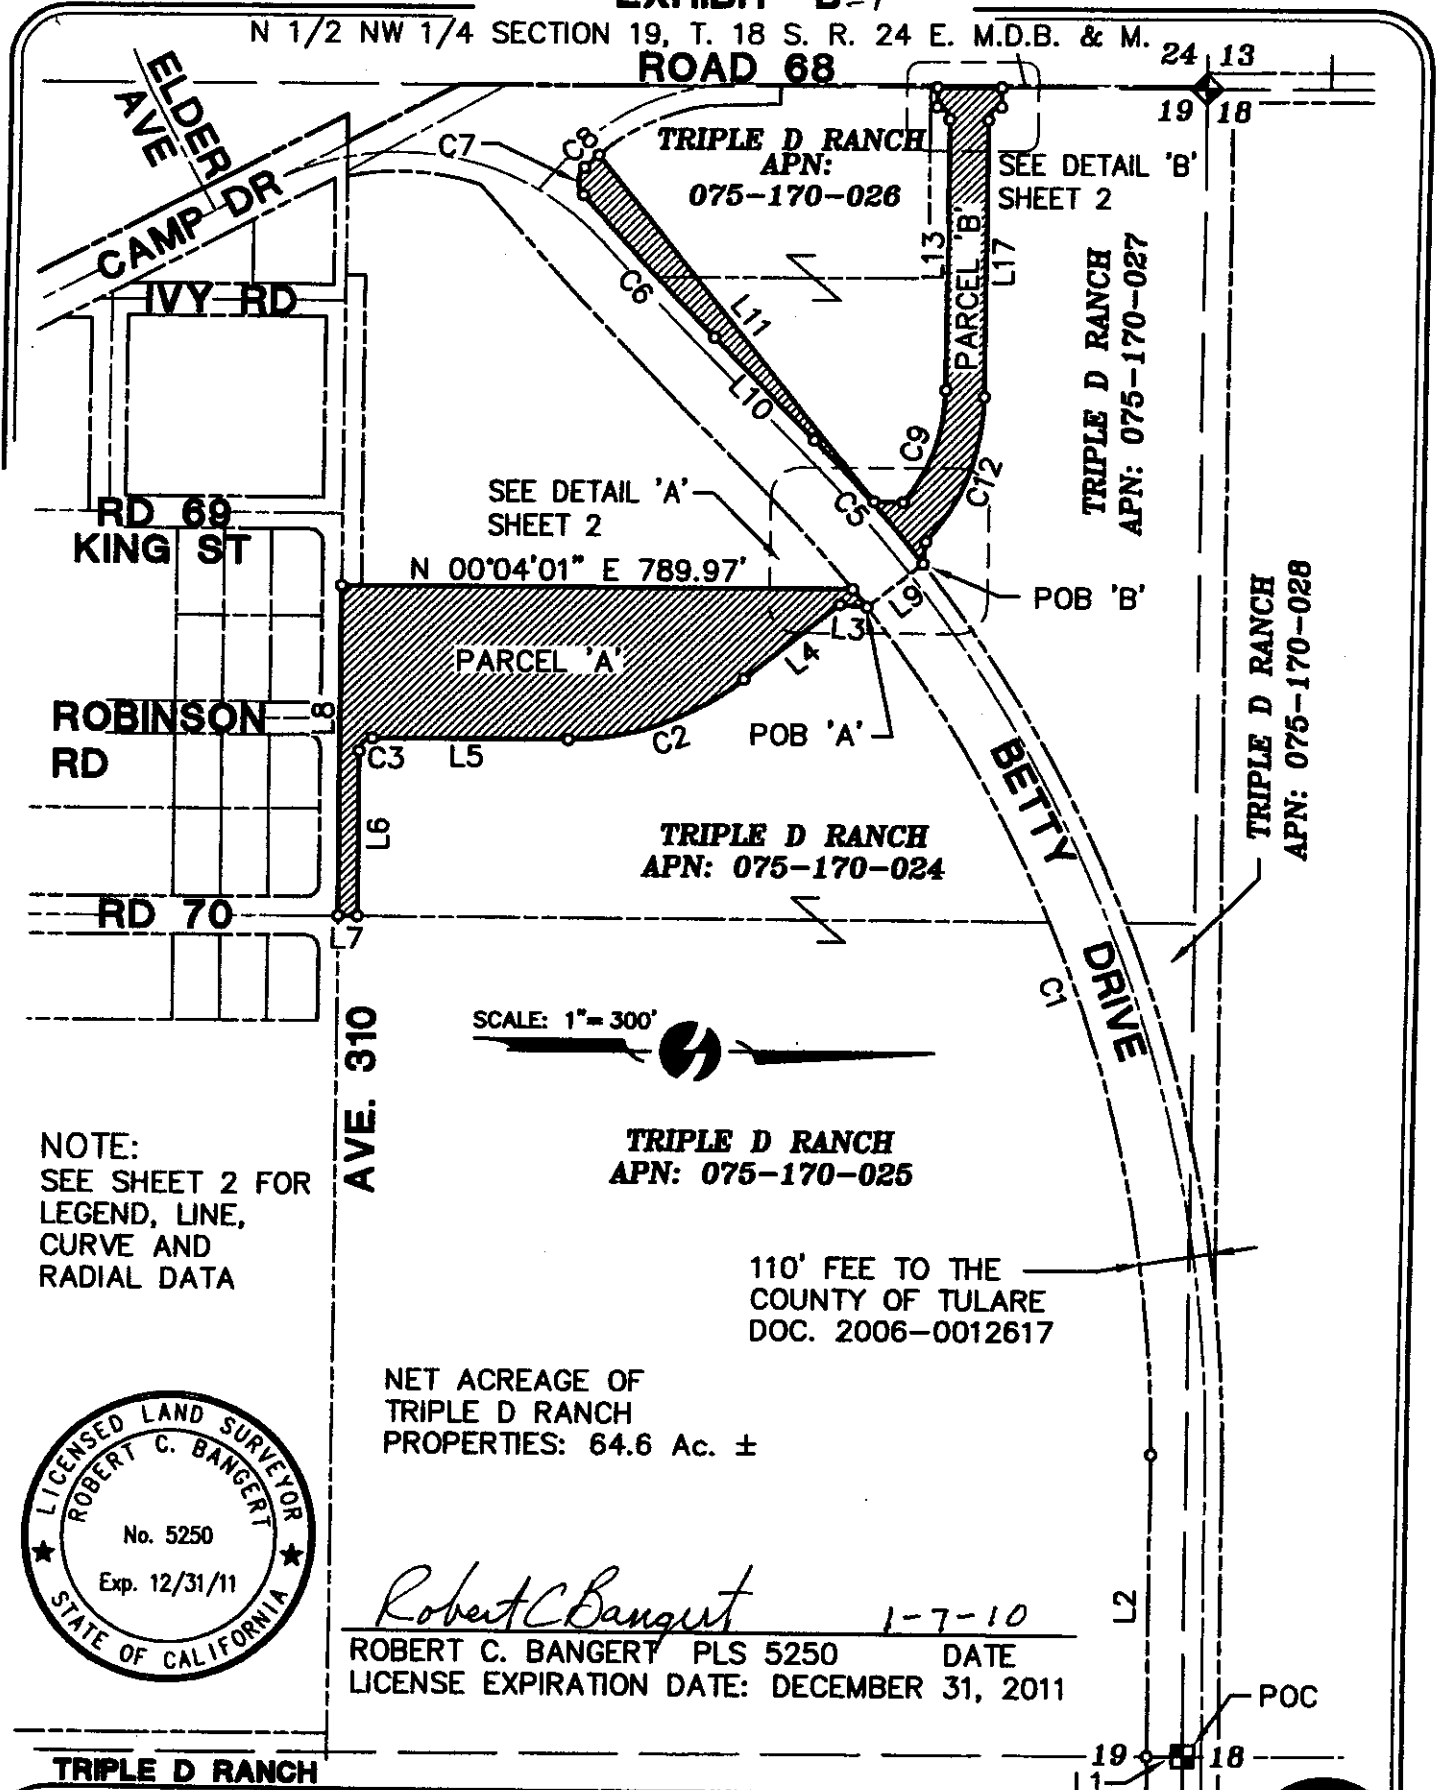 EXHIBIT "B-1"
N 1/2 NW 1/4 SECTION 19, T. 18 S. R. 24 E. M.D.B. & M.
ROAD 68
24 13
19 18
ELDER
AVE
CAMP DR
C7
C8
TRIPLE D RANCH
APN:
075-170-026
SEE DETAIL 'B'
SHEET 2
L13
PARCEL 'B'
L17
TRIPLE D RANCH
APN: 075-170-027
IVY RD
C6
L11
L10
C9
C12
C5
RD 69
KING ST
SEE DETAIL 'A'
SHEET 2
N 00°04'01" E 789.97'
POB 'B'
L9
L3
L4
PARCEL 'A'
TRIPLE D RANCH
APN: 075-170-028
ROBINSON
RD
L8
C3
L5
C2
POB 'A'
BETTY
DRIVE
L6
TRIPLE D RANCH
APN: 075-170-024
RD 70
L7
C1
SCALE: 1"= 300'
AVE. 310
NOTE:
SEE SHEET 2 FOR
LEGEND, LINE,
CURVE AND
RADIAL DATA
TRIPLE D RANCH
APN: 075-170-025
110' FEE TO THE
COUNTY OF TULARE
DOC. 2006-0012617
NET ACREAGE OF
TRIPLE D RANCH
PROPERTIES: 64.6 Ac. ±
LICENSED LAND SURVEYOR
ROBERT C. BANGERT
No. 5250
Exp. 12/31/11
STATE OF CALIFORNIA
L2
Robert C Bangert 1-7-10
ROBERT C. BANGERT PLS 5250 DATE
LICENSE EXPIRATION DATE: DECEMBER 31, 2011
POC
19 18
L1
TRIPLE D RANCH